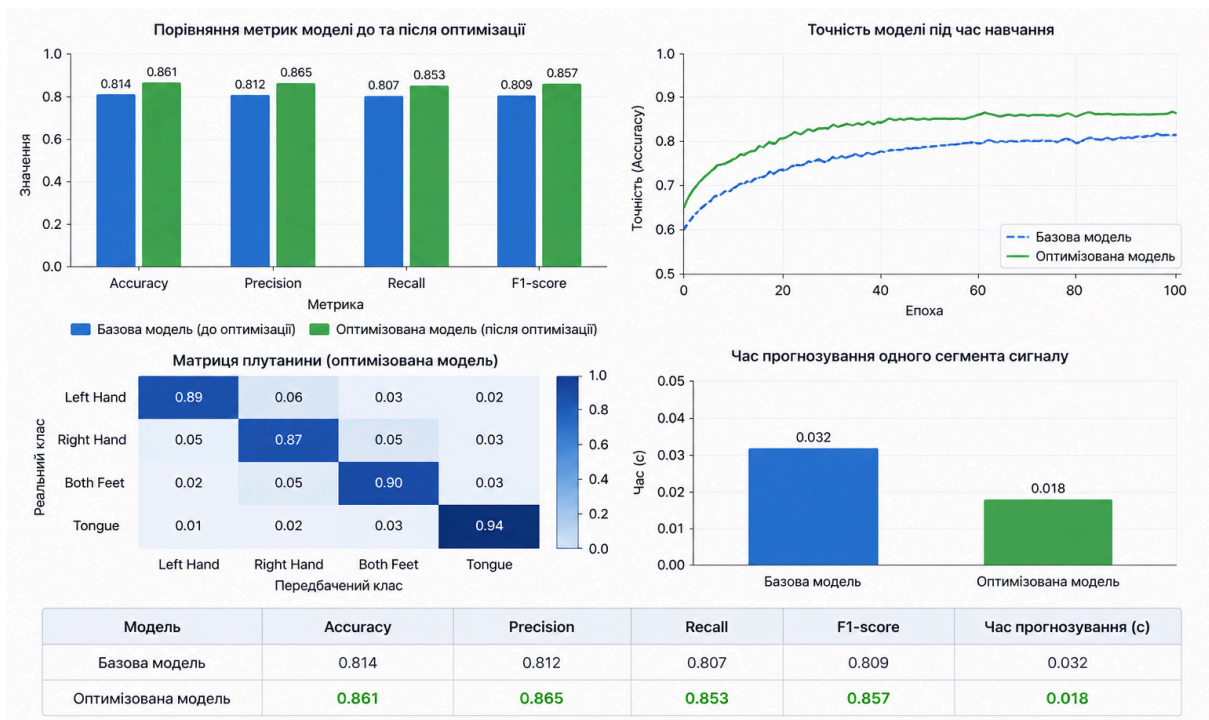 Порівняння метрик моделі до та після оптимізації
1.0
0.8
0.6
0.4
0.2
0.0
Значення
0.814
0.861
0.812
0.865
0.807
0.853
0.809
0.857
Accuracy
Precision
Recall
F1-score
Метрика
Базова модель (до оптимізації)
Оптимізована модель (після оптимізації)
Точність моделі під час навчання
1.0
0.9
0.8
0.7
0.6
0.5
Точність (Accuracy)
0
20
40
60
80
100
Епоха
Базова модель
Оптимізована модель
Матриця плутанини (оптимізована модель)
Реальний клас
Left Hand 0.89 0.06 0.03 0.02
Right Hand 0.05 0.87 0.05 0.03
Both Feet 0.02 0.05 0.90 0.03
Tongue 0.01 0.02 0.03 0.94
Left Hand Right Hand Both Feet Tongue
Передбачений клас
1.0
0.8
0.6
0.4
0.2
0.0
Час прогнозування одного сегмента сигналу
0.05
0.04
0.03
0.02
0.01
0.00
Час (с)
0.032
0.018
Базова модель
Оптимізована модель
Модель Accuracy Precision Recall F1-score Час прогнозування (с)
Базова модель 0.814 0.812 0.807 0.809 0.032
Оптимізована модель 0.861 0.865 0.853 0.857 0.018